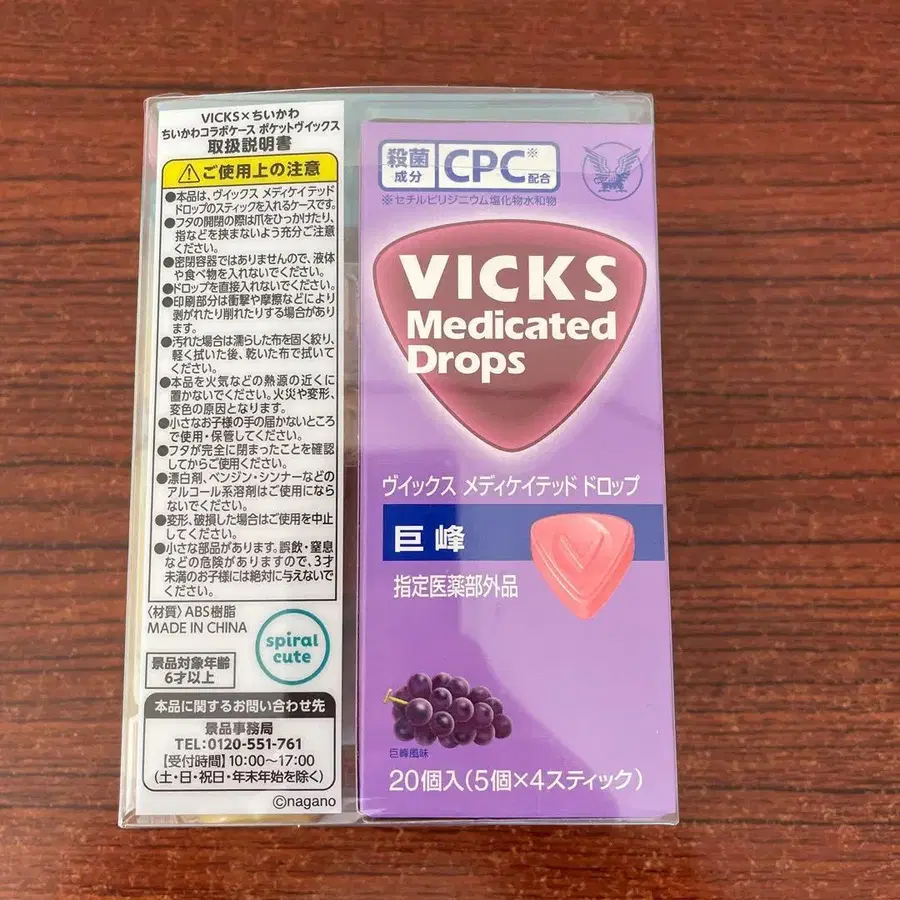 VICKS×ちいかわ
ちいかわコラボケース ポケットヴイックス
取扱説明書
ご使用上の注意
●本品は、ヴイックス メディケイテッド
ドロップのスティックを入れるケースです。
●フタの開閉の際は爪をひっかけたり、
指などを挟まないよう充分ご注意
ください。
●密閉容器ではありませんので、液体
や食べ物を入れないでください。
●ドロップを直接入れないでください。
●印刷部分は衝撃や摩擦などにより
剥がれたり削れたりする場合があり
ます。
●汚れた場合は濡らした布を固く絞り、
軽く拭いた後、乾いた布で拭いて
ください。
●本品を火気などの熱源の近くに
置かないでください。火災や変形、
変色の原因となります。
●小さなお子様の手の届かないところ
で使用・保管してください。
●フタが完全に閉まったことを確認
してからご使用ください。
●漂白剤、ベンジン・シンナーなどの
アルコール系溶剤はご使用になら
ないでください。
●変形、破損した場合はご使用を中止
してください。
●小さな部品があります。誤飲・窒息
などの危険がありますので、3才
未満のお子様には絶対に与えないで
ください。
〈材質〉ABS樹脂
MADE IN CHINA
spiral
cute
景品対象年齢
6才以上
本品に関するお問い合わせ先
景品事務局
TEL:0120-551-761
【受付時間】10:00～17:00
(土・日・祝日・年末年始を除く)
©nagano
殺菌
成分
CPC※
配合
※セチルピリジニウム塩化物水和物
VICKS
Medicated
Drops
ヴイックス メディケイテッド ドロップ
巨峰
指定医薬部外品
巨峰風味
20個入(5個×4スティック)